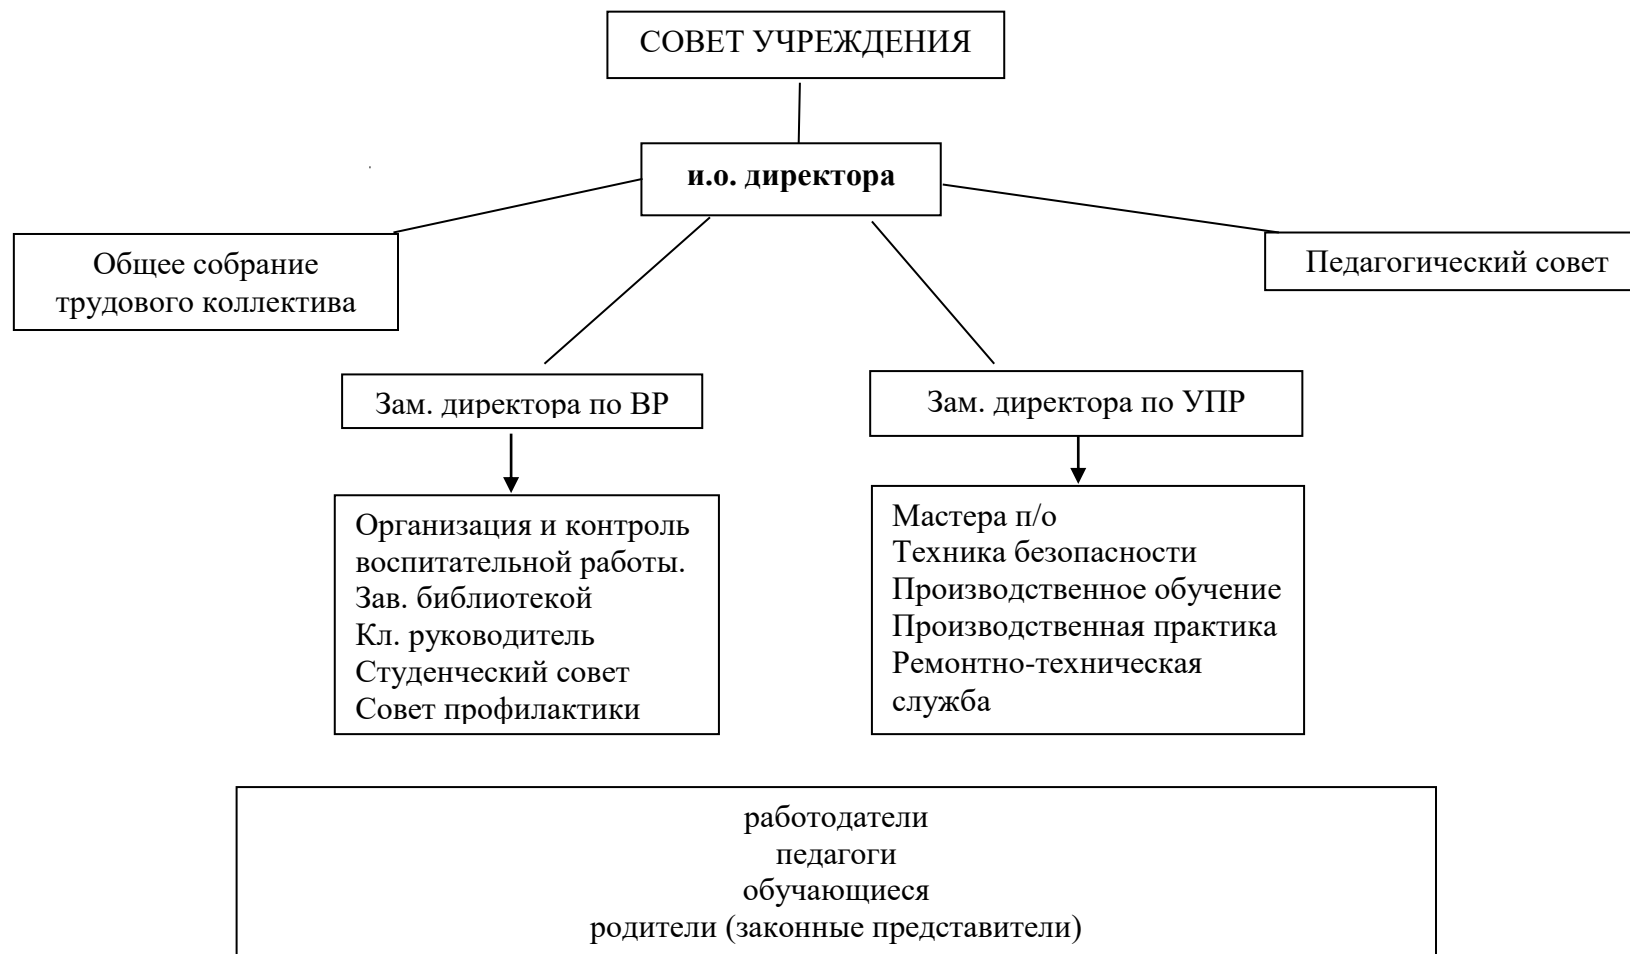 СОВЕТ УЧРЕЖДЕНИЯ
и.о. директора
Общее собрание
трудового коллектива
Педагогический совет
Зам. директора по ВР
Зам. директора по УПР
Организация и контроль
воспитательной работы.
Зав. библиотекой
Кл. руководитель
Студенческий совет
Совет профилактики
Мастера п/о
Техника безопасности
Производственное обучение
Производственная практика
Ремонтно-техническая
служба
работодатели
педагоги
обучающиеся
родители (законные представители)